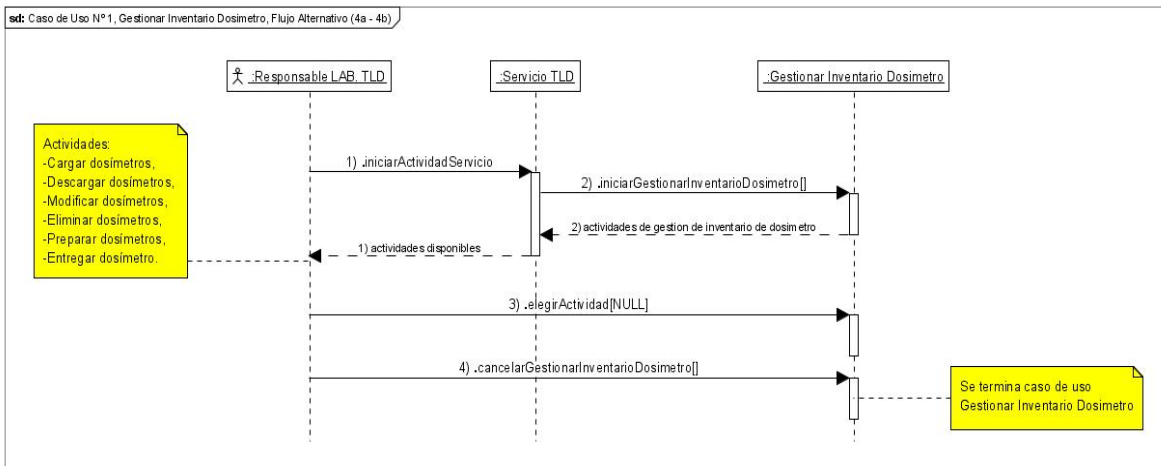 sd: Caso de Uso Nº 1, Gestionar Inventario Dosimetro, Flujo Alternativo (4a - 4b)
:Responsable LAB. TLD
:Servicio TLD
:Gestionar Inventario Dosimetro
Actividades:
-Cargar dosímetros,
-Descargar dosímetros,
-Modificar dosímetros,
-Eliminar dosímetros,
-Preparar dosímetros,
-Entregar dosímetro.
1) .iniciarActividadServicio
2) .iniciarGestionarInventarioDosimetro[]
2) actividades de gestion de inventario de dosimetro
1) actividades disponibles
3) .elegirActividad[NULL]
4) .cancelarGestionarInventarioDosimetro[]
Se termina caso de uso
Gestionar Inventario Dosimetro